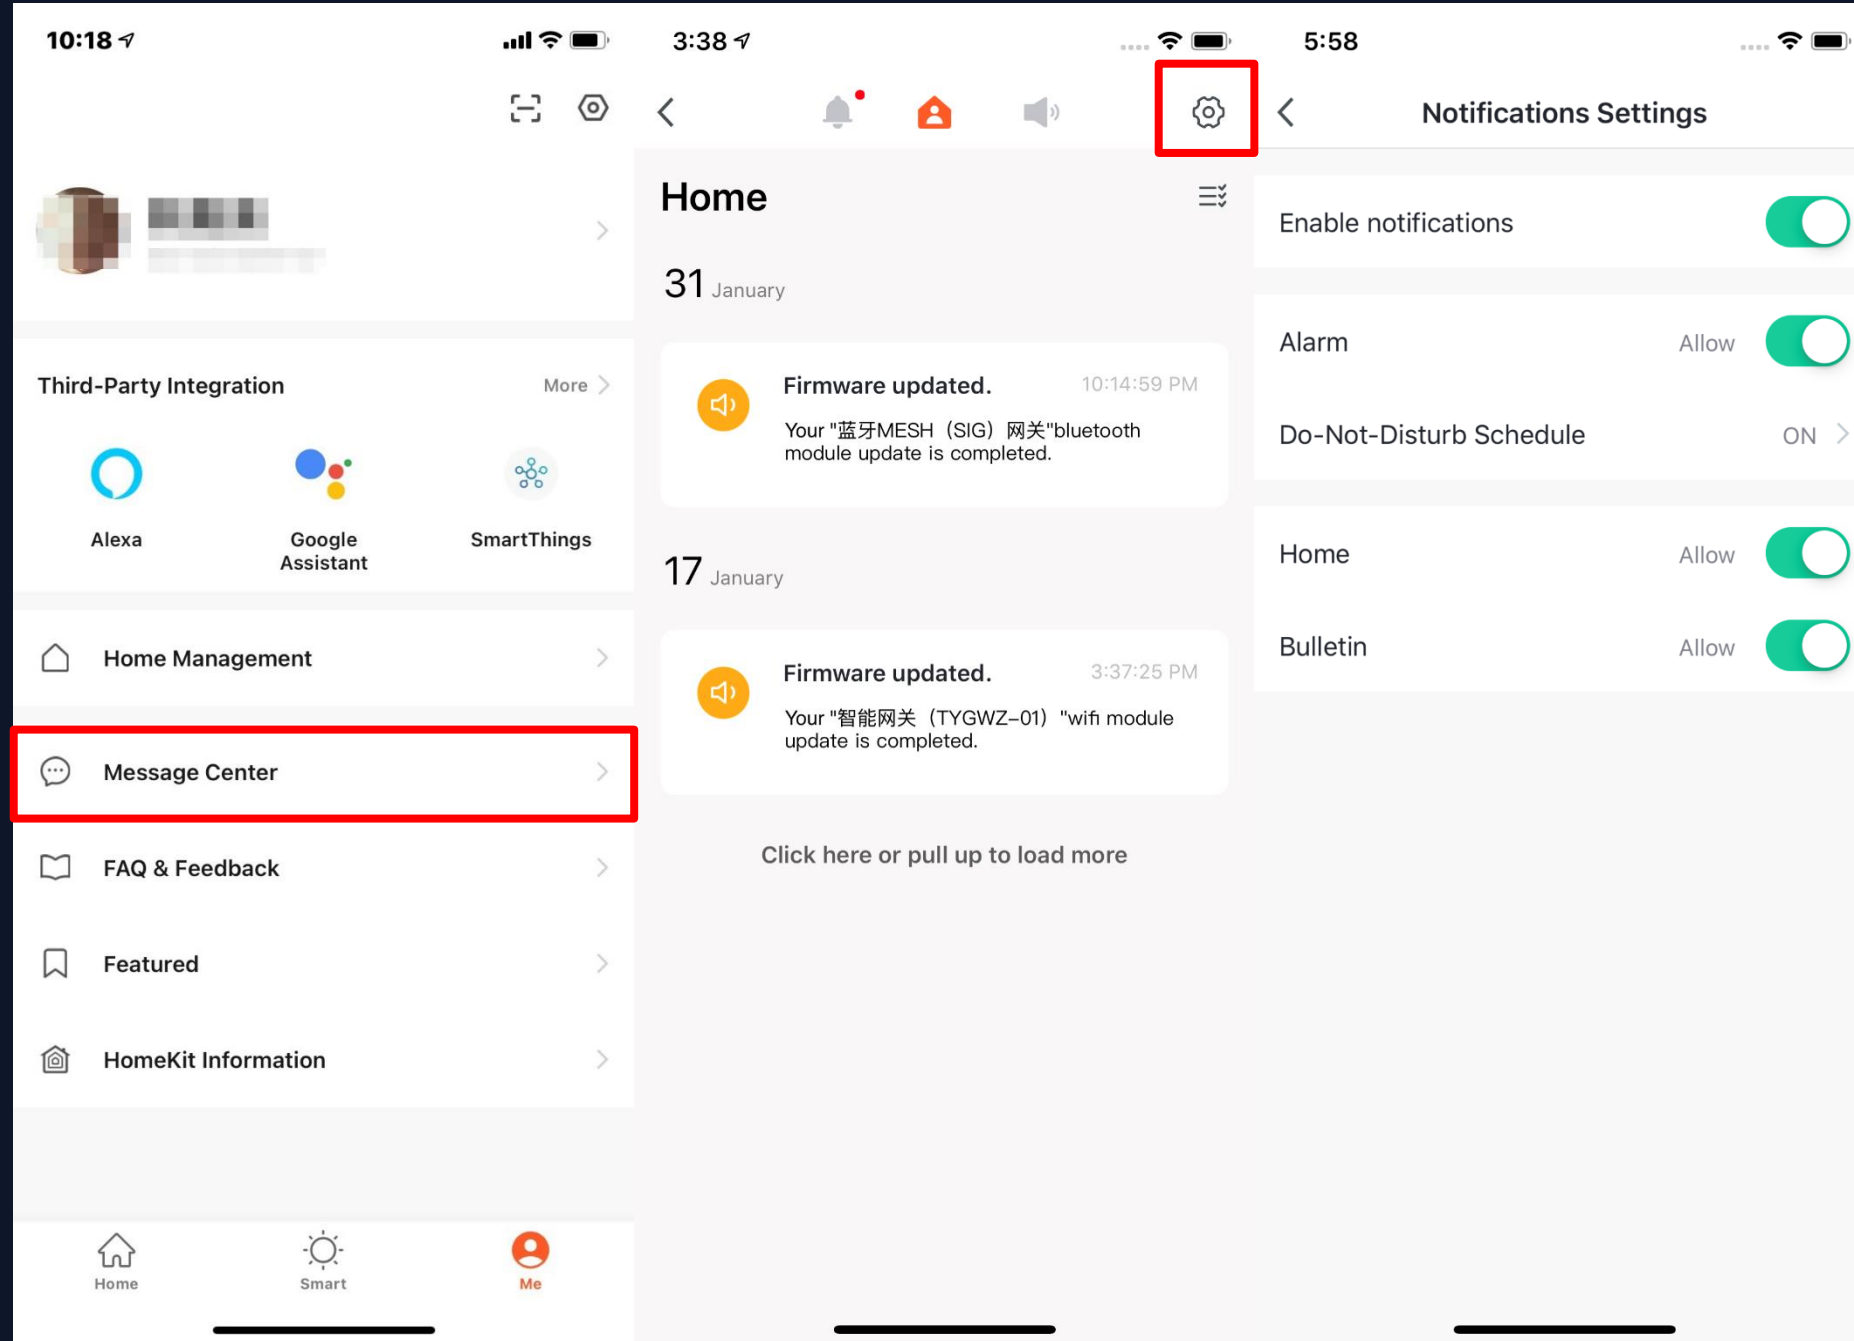 10:18
Third-Party Integration
More
Alexa
Google
Assistant
SmartThings
Home Management
Message Center
FAQ & Feedback
Featured
HomeKit Information
Home
Smart
Me
3:38
Home
31 January
Firmware updated.
10:14:59 PM
Your "蓝牙MESH（SIG）网关"bluetooth
module update is completed.
17 January
Firmware updated.
3:37:25 PM
Your "智能网关（TYGWZ-01）"wifi module
update is completed.
Click here or pull up to load more
5:58
Notifications Settings
Enable notifications
Alarm
Allow
Do-Not-Disturb Schedule
ON
Home
Allow
Bulletin
Allow